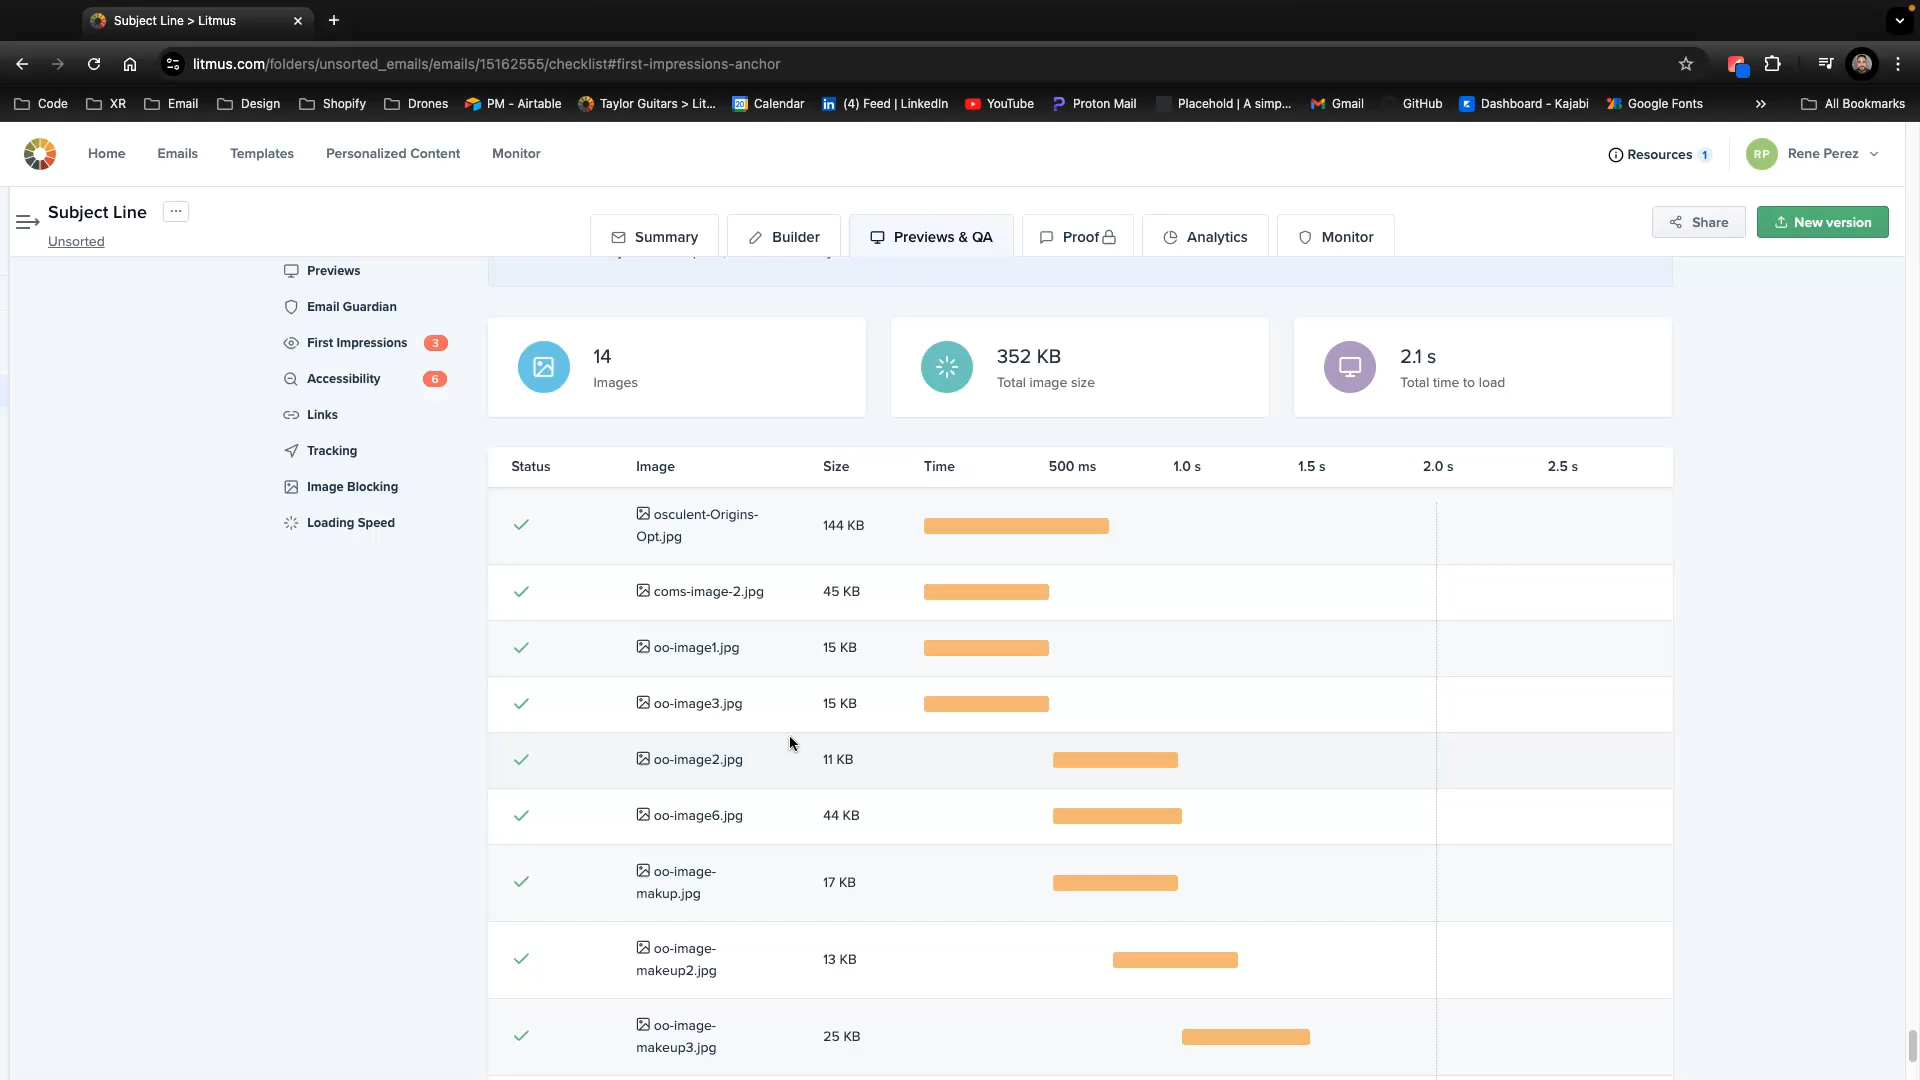 Subject Line > Litmus
litmus.com/folders/unsorted_emails/emails/15162555/checklist#first-impressions-anchor
Code XR Email Design Shopify Drones PM - Airtable Taylor Guitars > Lit... 20 Calendar in (4) Feed | LinkedIn YouTube Proton Mail Placehold | A simp... Gmail GitHub Dashboard - Kajabi Google Fonts » All Bookmarks
Home Emails Templates Personalized Content Monitor Resources 1 RP Rene Perez
Subject Line ...
Unsorted
Summary Builder Previews & QA Proof Analytics Monitor Share New version
Previews
Email Guardian
First Impressions 3
Accessibility 6
Links
Tracking
Image Blocking
Loading Speed
14
Images
352 KB
Total image size
2.1 s
Total time to load
Status Image Size Time 500 ms 1.0 s 1.5 s 2.0 s 2.5 s
osculent-Origins-
Opt.jpg 144 KB
coms-image-2.jpg 45 KB
oo-image1.jpg 15 KB
oo-image3.jpg 15 KB
oo-image2.jpg 11 KB
oo-image6.jpg 44 KB
oo-image-
makup.jpg 17 KB
oo-image-
makeup2.jpg 13 KB
oo-image-
makeup3.jpg 25 KB